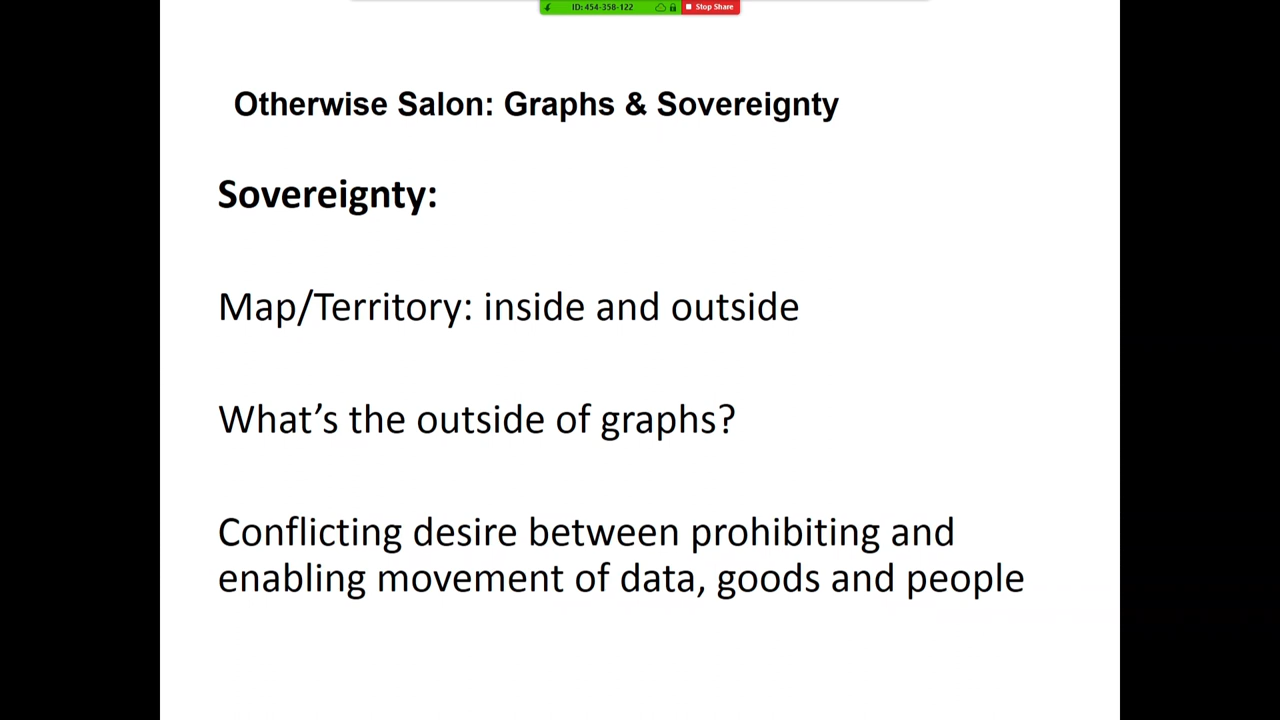 ID: 454-358-122 Stop Share
Otherwise Salon: Graphs & Sovereignty
Sovereignty:
Map/Territory: inside and outside
What’s the outside of graphs?
Conflicting desire between prohibiting and
enabling movement of data, goods and people